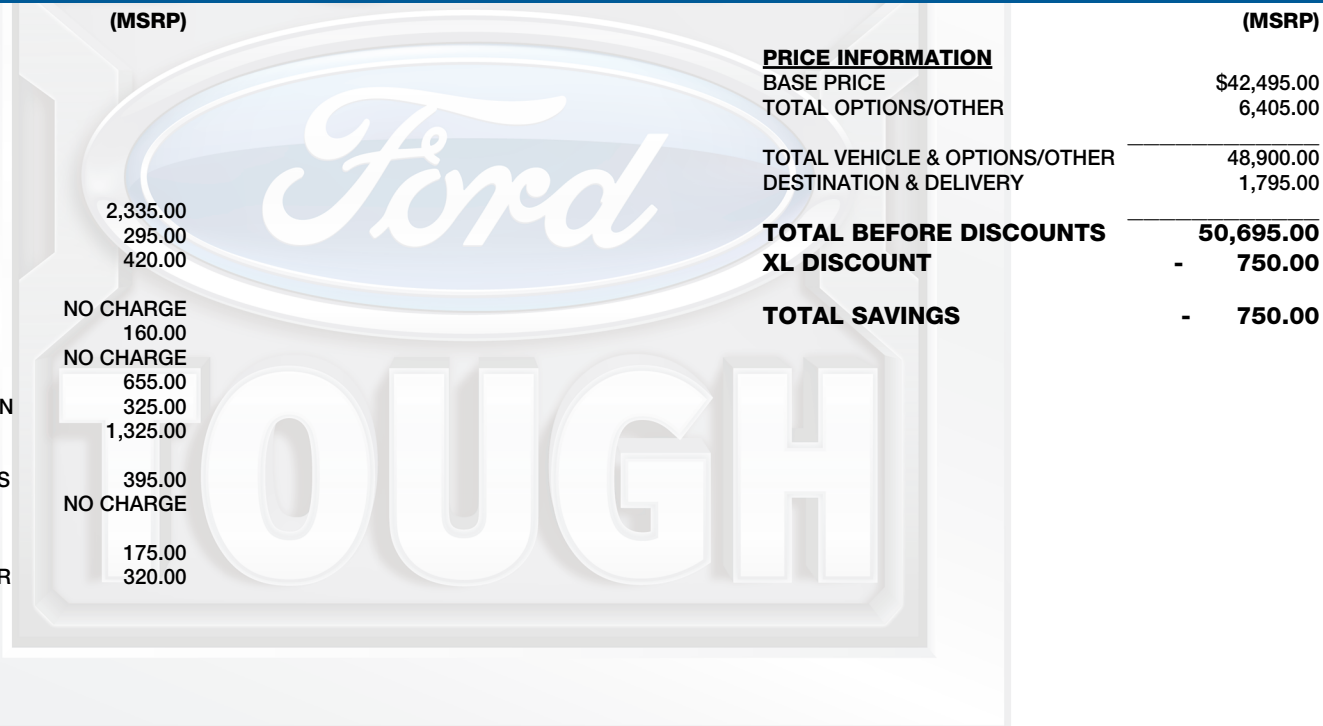 (MSRP)
2,335.00
295.00
420.00
NO CHARGE
160.00
NO CHARGE
655.00
N 325.00
1,325.00
S 395.00
NO CHARGE
175.00
R 320.00
(MSRP)
PRICE INFORMATION
BASE PRICE $42,495.00
TOTAL OPTIONS/OTHER 6,405.00
TOTAL VEHICLE & OPTIONS/OTHER 48,900.00
DESTINATION & DELIVERY 1,795.00
TOTAL BEFORE DISCOUNTS 50,695.00
XL DISCOUNT - 750.00
TOTAL SAVINGS - 750.00
Ford
TOUGH